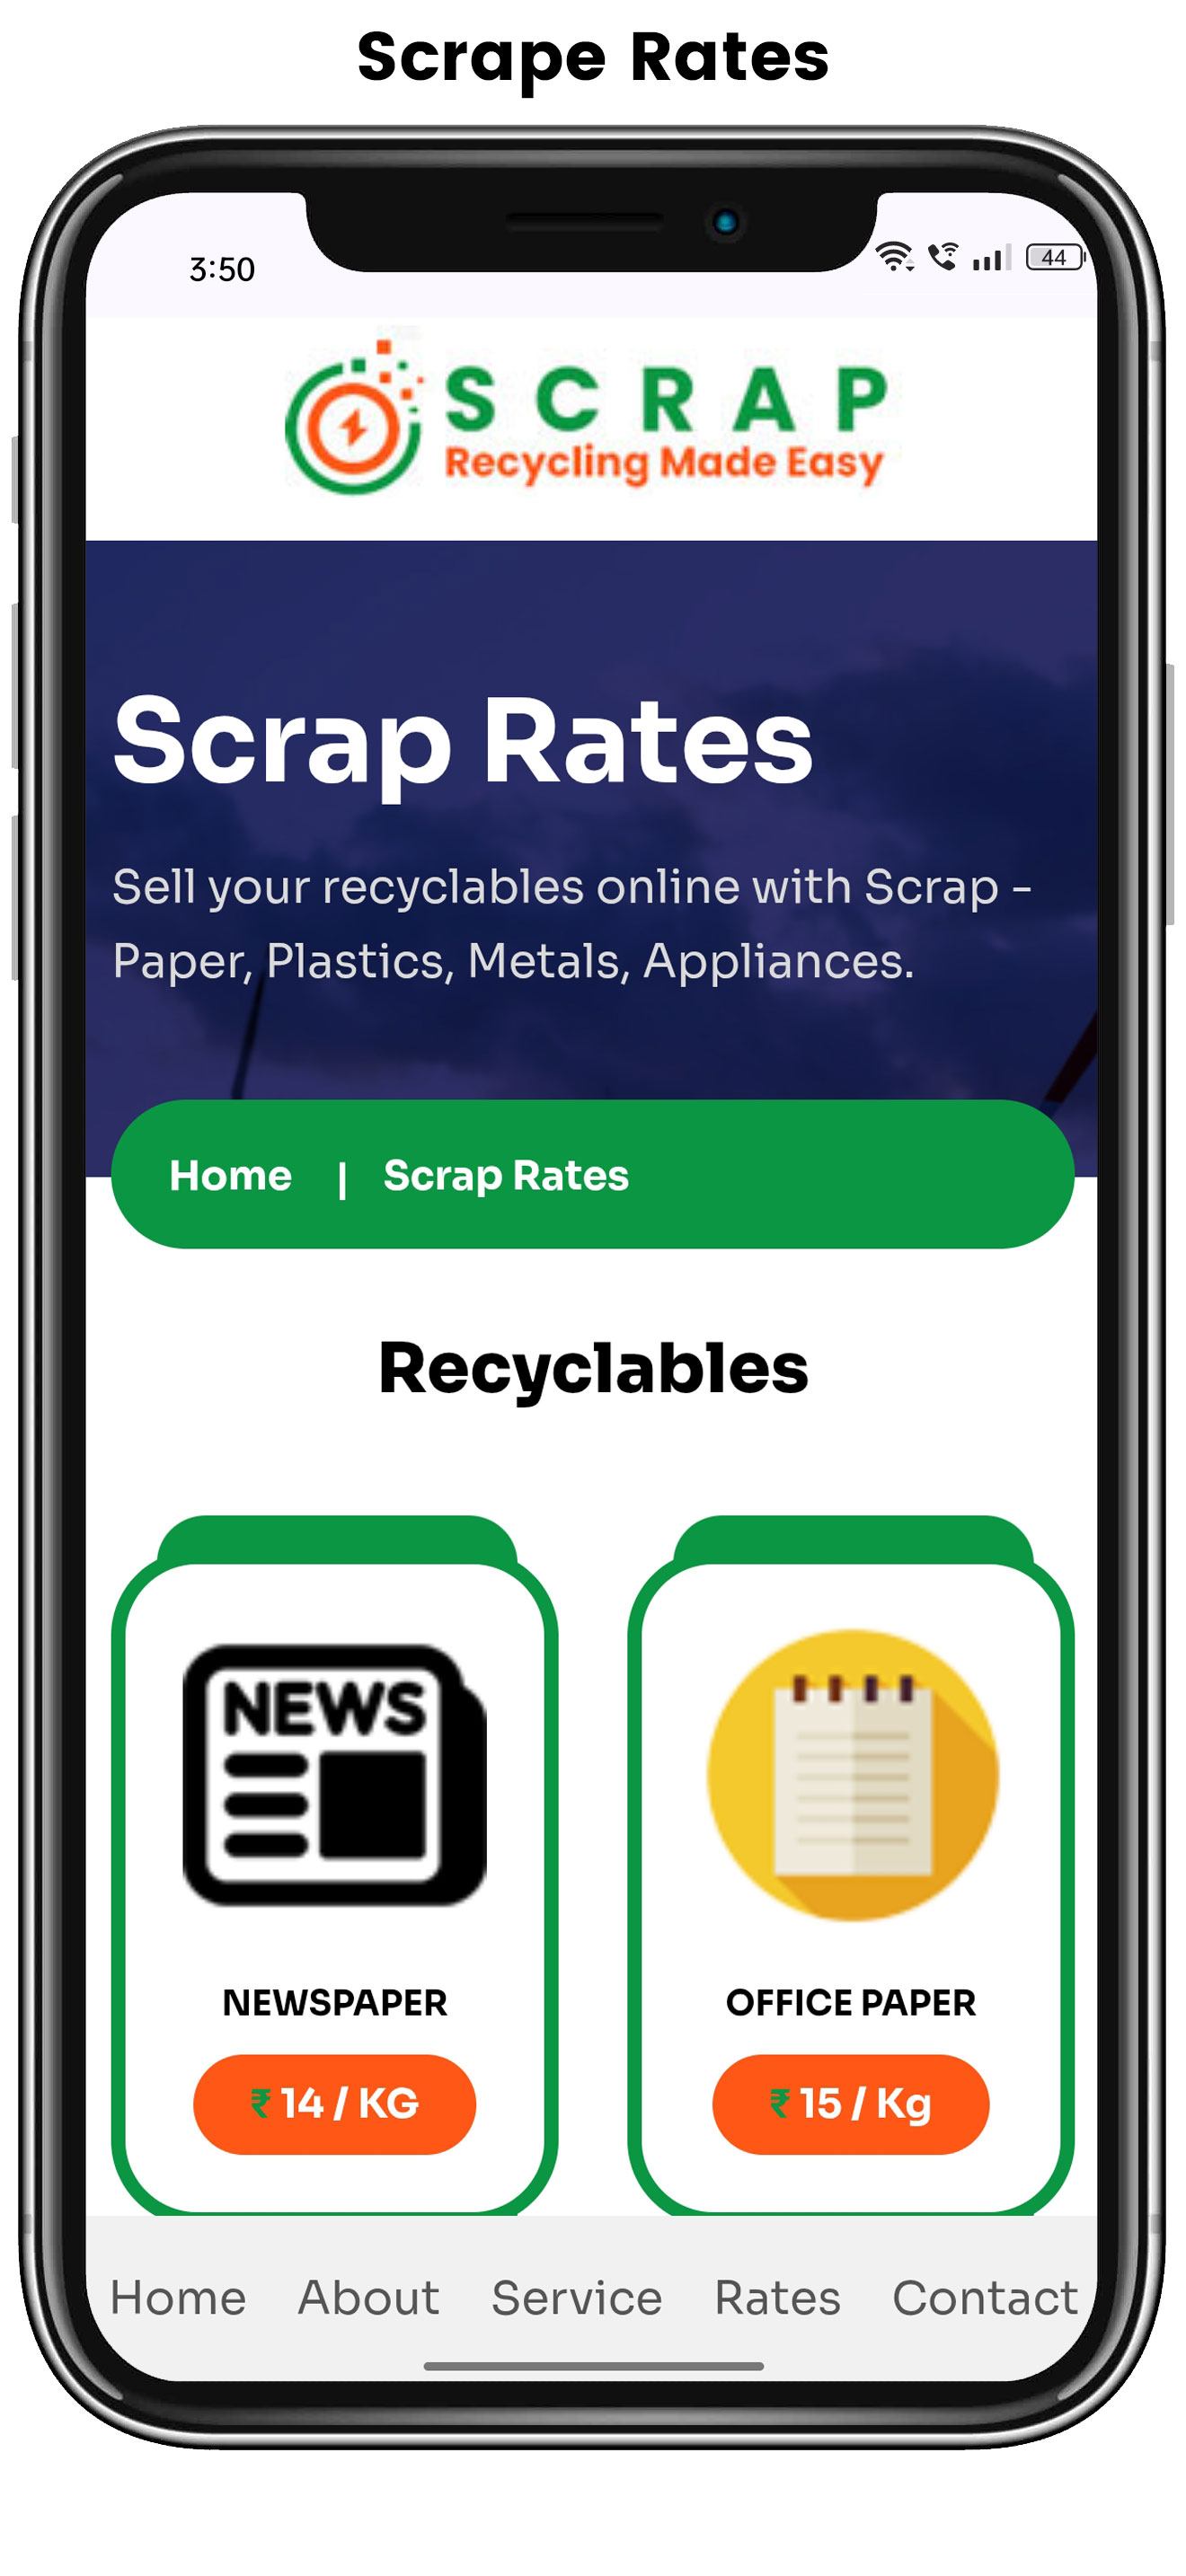 Scrape Rates
3:50
44
SCRAP
Recycling Made Easy
Scrap Rates
Sell your recyclables online with Scrap -
Paper, Plastics, Metals, Appliances.
Home | Scrap Rates
Recyclables
NEWS
NEWSPAPER
₹ 14 / KG
OFFICE PAPER
₹ 15 / Kg
Home About Service Rates Contact